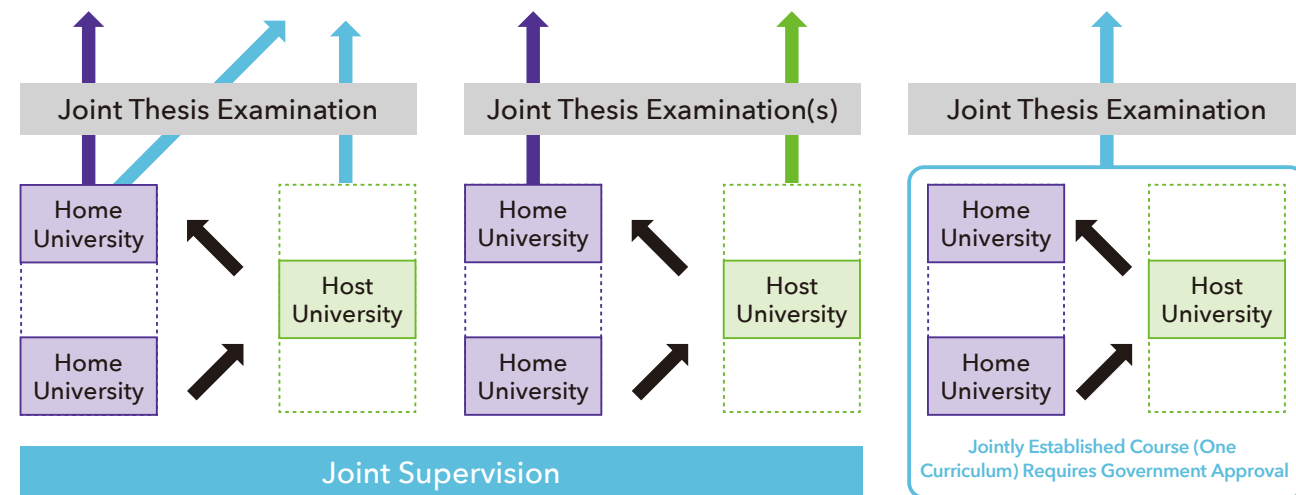 Joint Thesis Examination
Home
University
Host
University
Home
University
Joint Thesis Examination(s)
Home
University
Host
University
Home
University
Joint Supervision
Joint Thesis Examination
Home
University
Host
University
Home
University
Jointly Established Course (One
Curriculum) Requires Government Approval